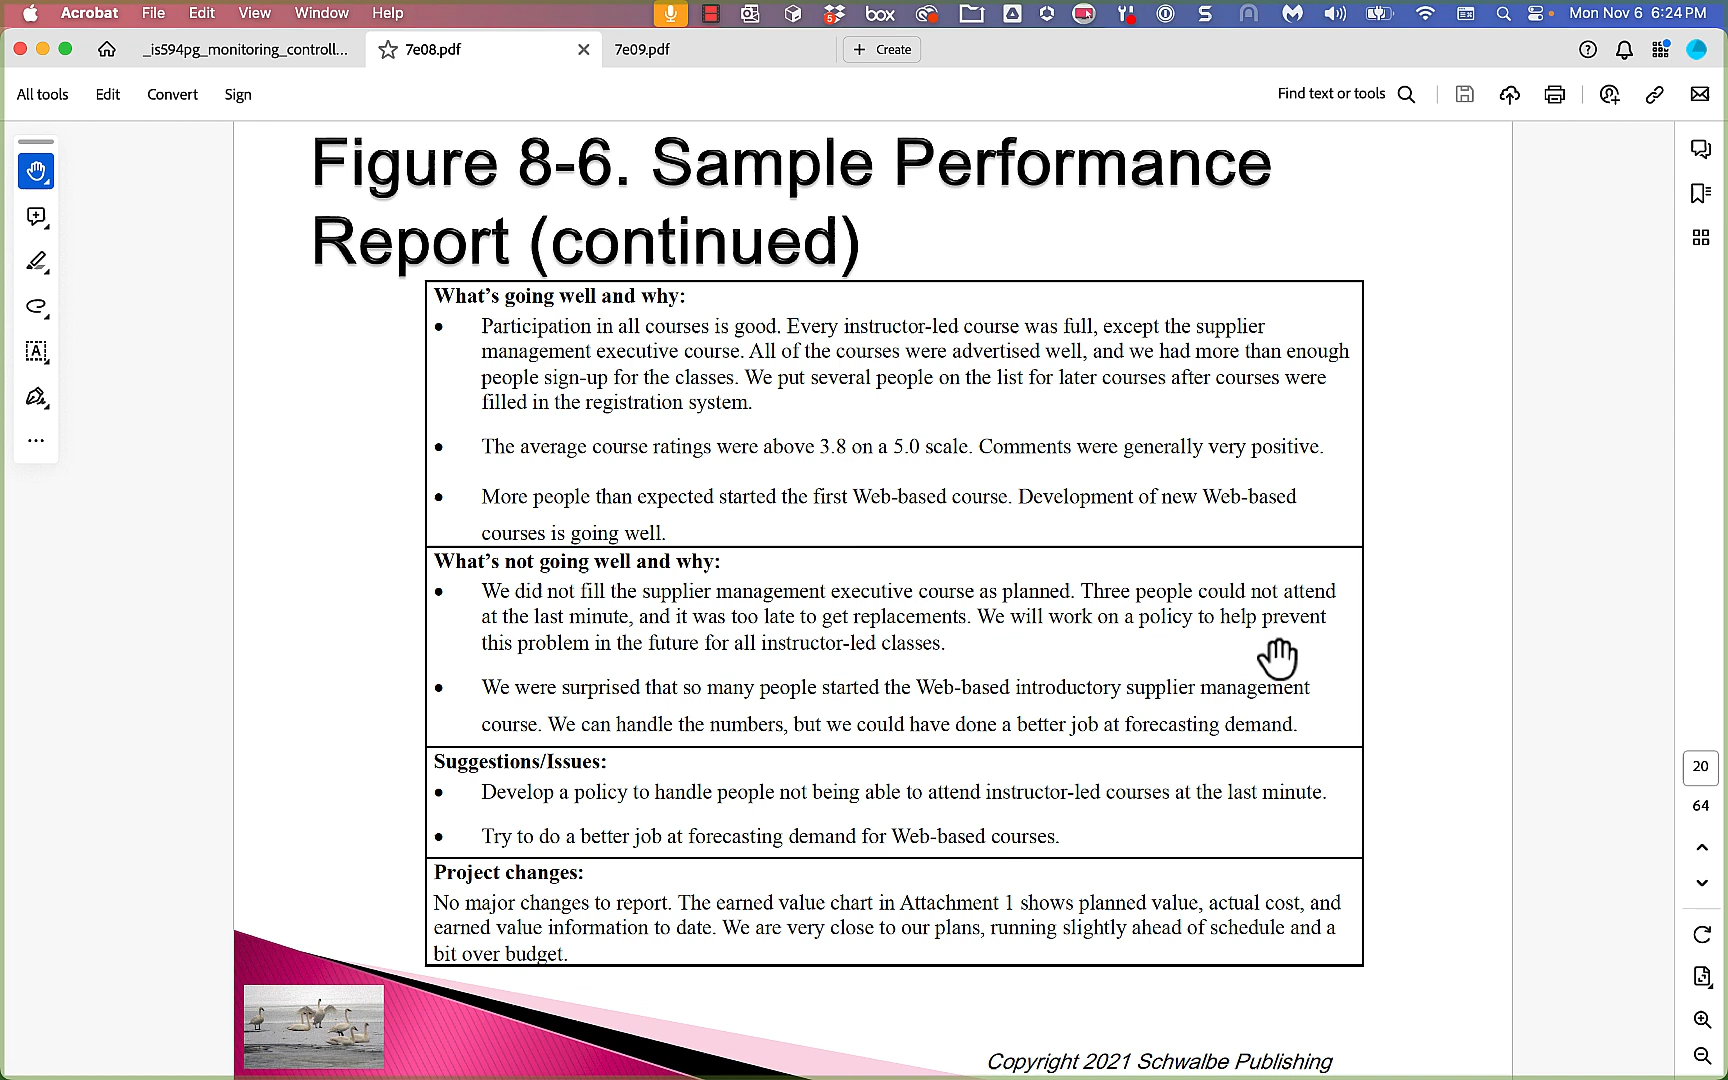 Acrobat File Edit View Window Help
5 box Mon Nov 6 6:24 PM
_is594pg_monitoring_controll... 7e08.pdf 7e09.pdf + Create
All tools Edit Convert Sign Find text or tools
Figure 8-6. Sample Performance
Report (continued)
What's going well and why:
• Participation in all courses is good. Every instructor-led course was full, except the supplier
management executive course. All of the courses were advertised well, and we had more than enough
people sign-up for the classes. We put several people on the list for later courses after courses were
filled in the registration system.
• The average course ratings were above 3.8 on a 5.0 scale. Comments were generally very positive.
• More people than expected started the first Web-based course. Development of new Web-based
courses is going well.
What's not going well and why:
• We did not fill the supplier management executive course as planned. Three people could not attend
at the last minute, and it was too late to get replacements. We will work on a policy to help prevent
this problem in the future for all instructor-led classes.
• We were surprised that so many people started the Web-based introductory supplier management
course. We can handle the numbers, but we could have done a better job at forecasting demand.
Suggestions/Issues:
• Develop a policy to handle people not being able to attend instructor-led courses at the last minute.
• Try to do a better job at forecasting demand for Web-based courses.
Project changes:
No major changes to report. The earned value chart in Attachment 1 shows planned value, actual cost, and
earned value information to date. We are very close to our plans, running slightly ahead of schedule and a
bit over budget.
20
64
Copyright 2021 Schwalbe Publishing